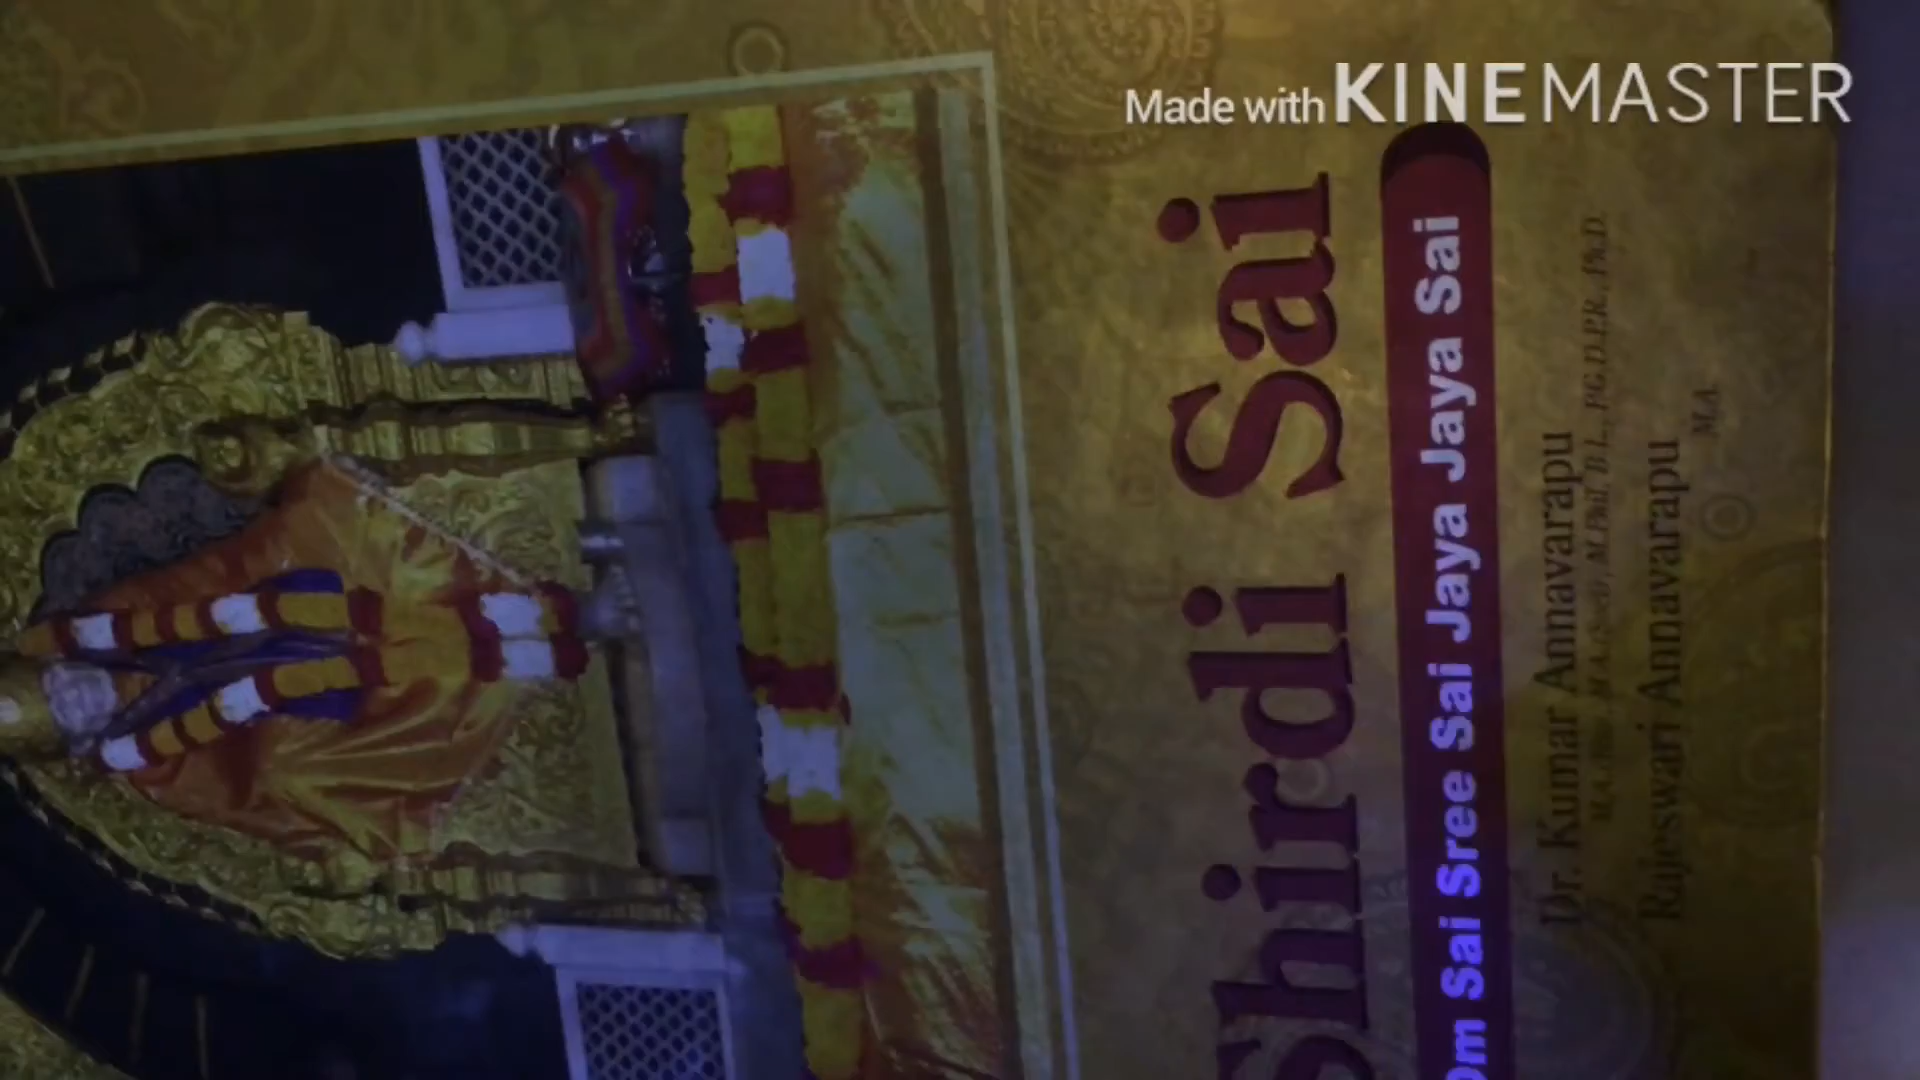 Made with KINEMASTER
Shirdi Sai
Om Sai Sree Sai Jaya Jaya Sai
Dr. Kumar Annavarapu
Rajeswari Annavarapu
M.A.